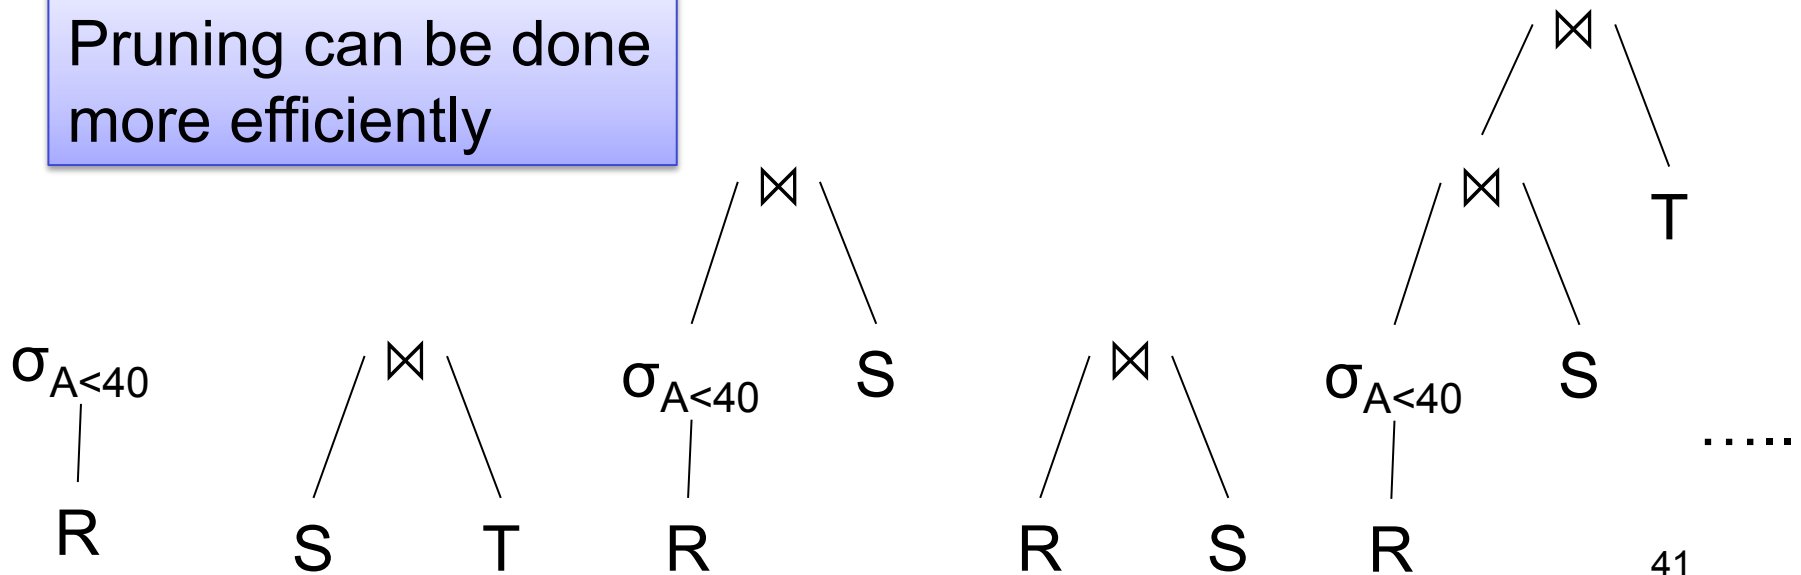 Pruning can be done
more efficiently
⋈
⋈ ⋈ T
σA<40 ⋈ σA<40 S ⋈ σA<40 S
.....
R S T R R S R
41